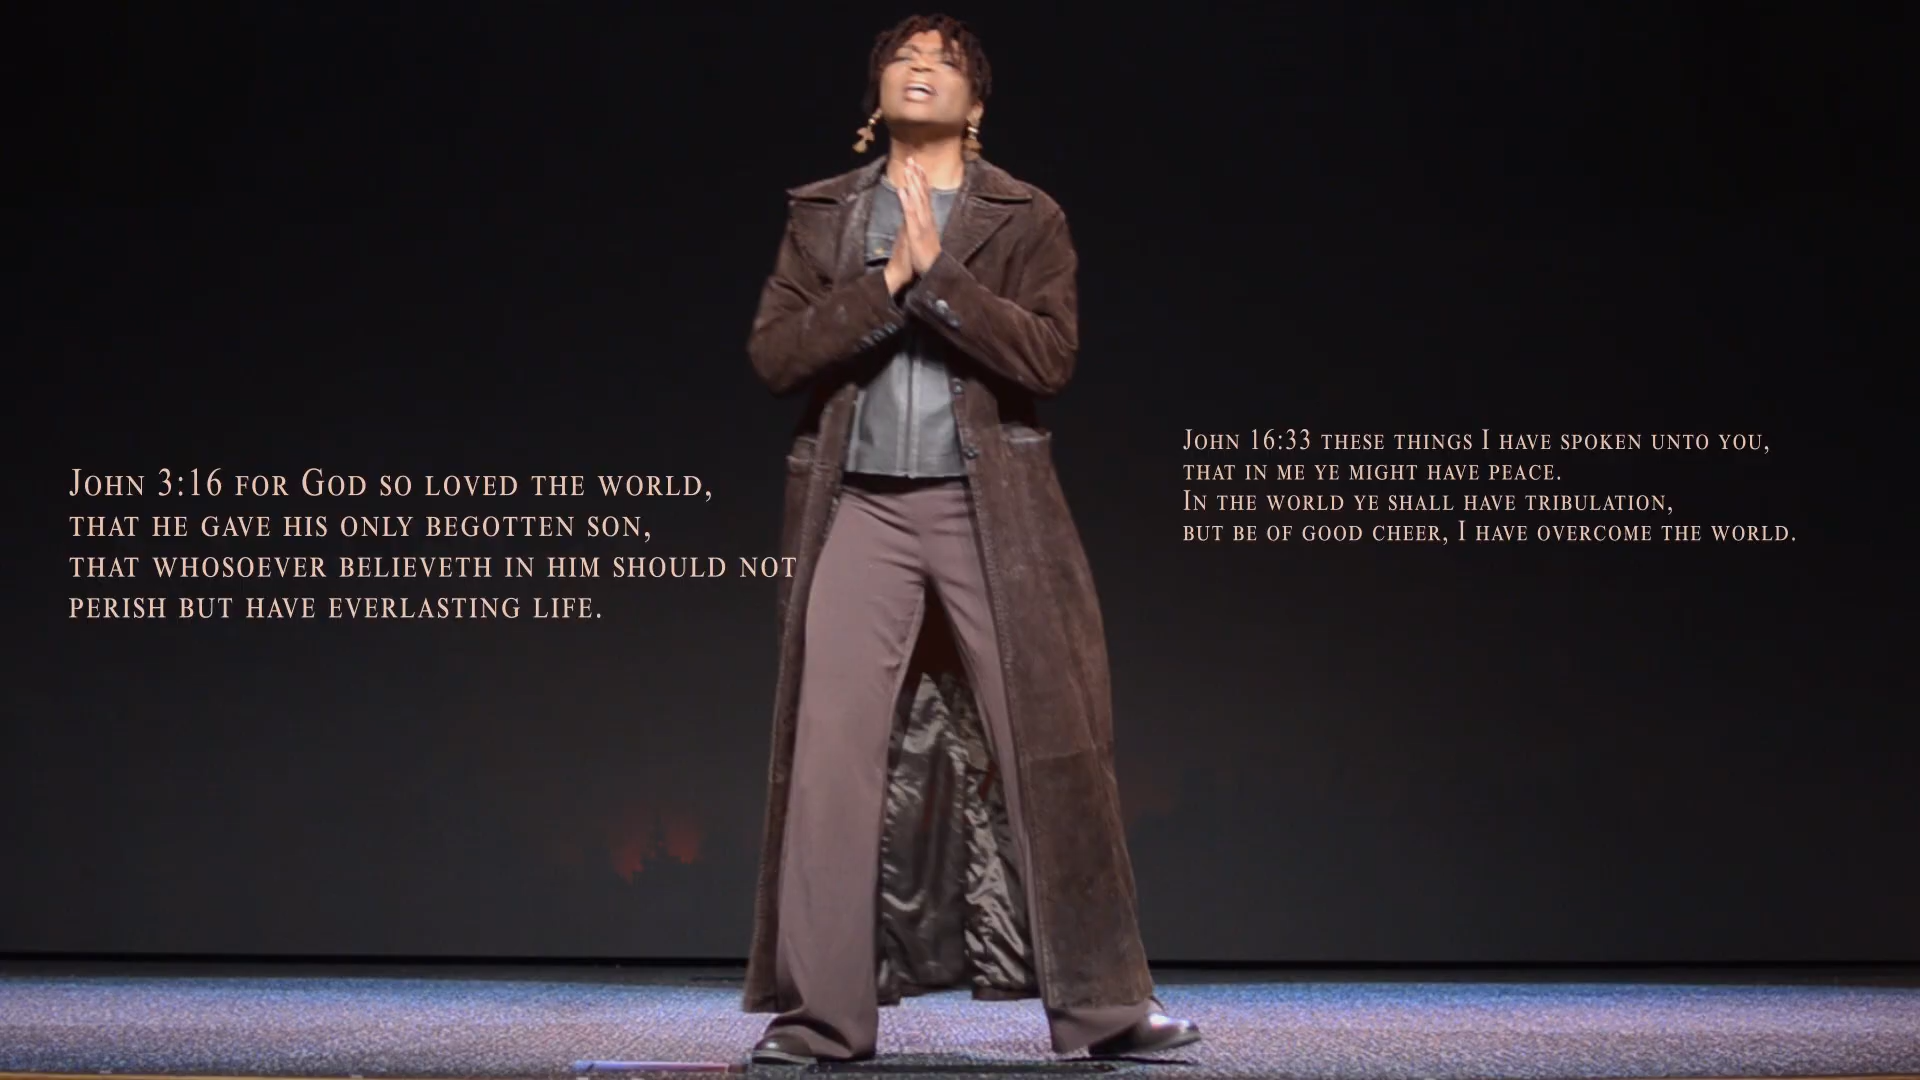 John 3:16 for God so loved the world,
that he gave his only begotten son,
that whosoever believeth in him should not
perish but have everlasting life.
John 16:33 these things I have spoken unto you,
that in me ye might have peace.
In the world ye shall have tribulation,
but be of good cheer, I have overcome the world.